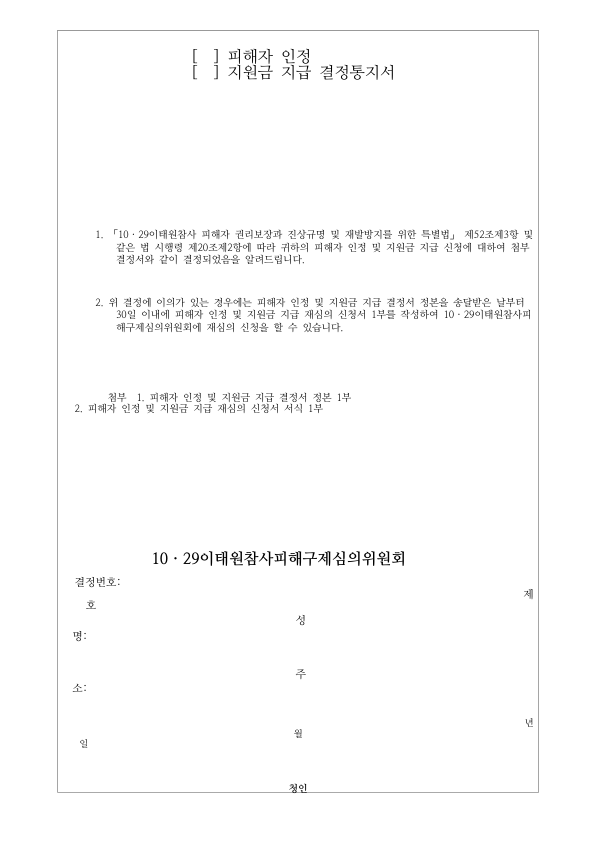 [  ] 피해자 인정
[  ] 지원금 지급 결정통지서
1. 「10ㆍ29이태원참사 피해자 권리보장과 진상규명 및 재발방지를 위한 특별법」 제52조제3항 및
같은 법 시행령 제20조제2항에 따라 귀하의 피해자 인정 및 지원금 지급 신청에 대하여 첨부
결정서와 같이 결정되었음을 알려드립니다.
2. 위 결정에 이의가 있는 경우에는 피해자 인정 및 지원금 지급 결정서 정본을 송달받은 날부터
30일 이내에 피해자 인정 및 지원금 지급 재심의 신청서 1부를 작성하여 10ㆍ29이태원참사피
해구제심의위원회에 재심의 신청을 할 수 있습니다.
첨부  1. 피해자 인정 및 지원금 지급 결정서 정본 1부
2. 피해자 인정 및 지원금 지급 재심의 신청서 서식 1부
10ㆍ29이태원참사피해구제심의위원회
결정번호:
제
호
성
명:
주
소:
년
월
일
청인